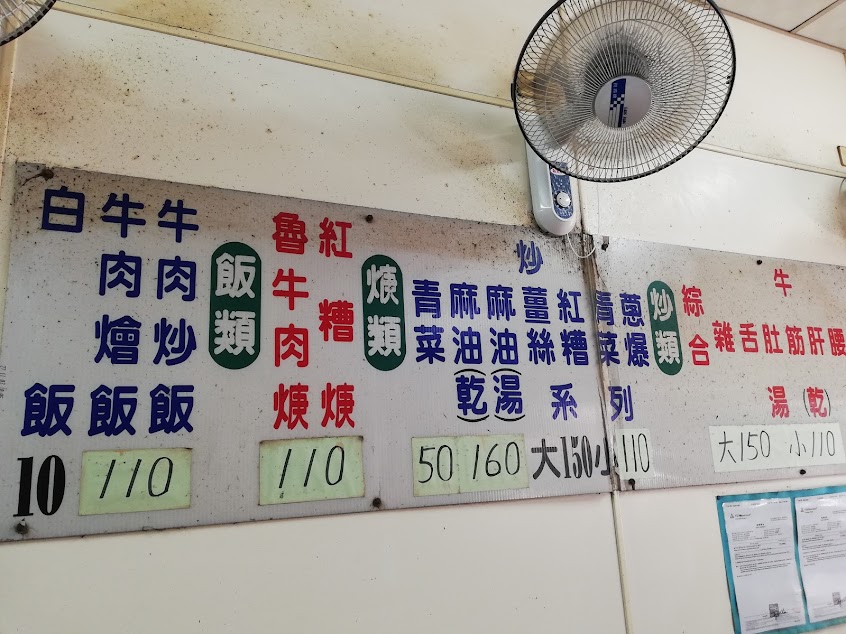 牛
腰
肝
筋
肚
舌
雜
綜合
湯(乾)
大150 小110
炒類
炒
蔥爆
青菜
紅糟
薑絲
系列
大150小110
麻油(湯)
麻油(乾)
160
青菜
50
焿類
紅糟焿
魯牛肉焿
110
飯類
牛肉炒飯
牛肉燴飯
110
白飯
10